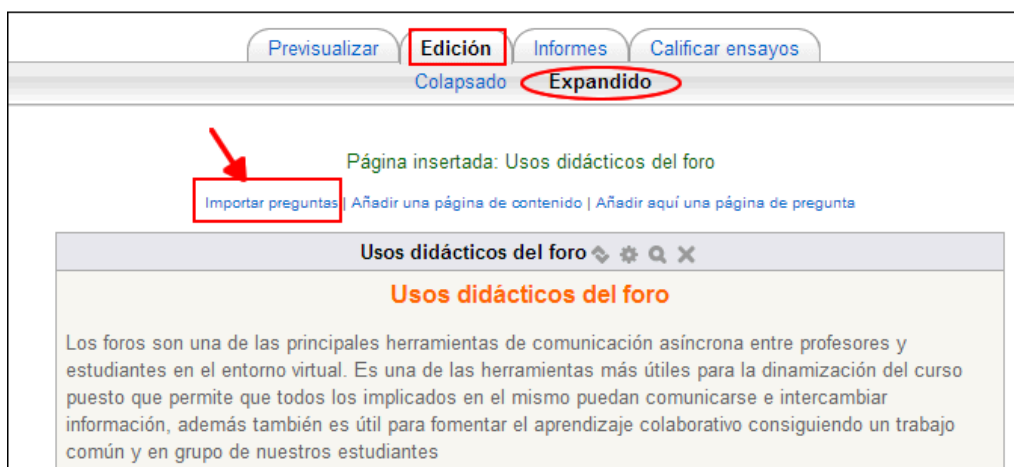 Previsualizar Edición Informes Calificar ensayos
Colapsado Expandido
Página insertada: Usos didácticos del foro
Importar preguntas | Añadir una página de contenido | Añadir aquí una página de pregunta
Usos didácticos del foro
Usos didácticos del foro
Los foros son una de las principales herramientas de comunicación asíncrona entre profesores y
estudiantes en el entorno virtual. Es una de las herramientas más útiles para la dinamización del curso
puesto que permite que todos los implicados en el mismo puedan comunicarse e intercambiar
información, además también es útil para fomentar el aprendizaje colaborativo consiguiendo un trabajo
común y en grupo de nuestros estudiantes